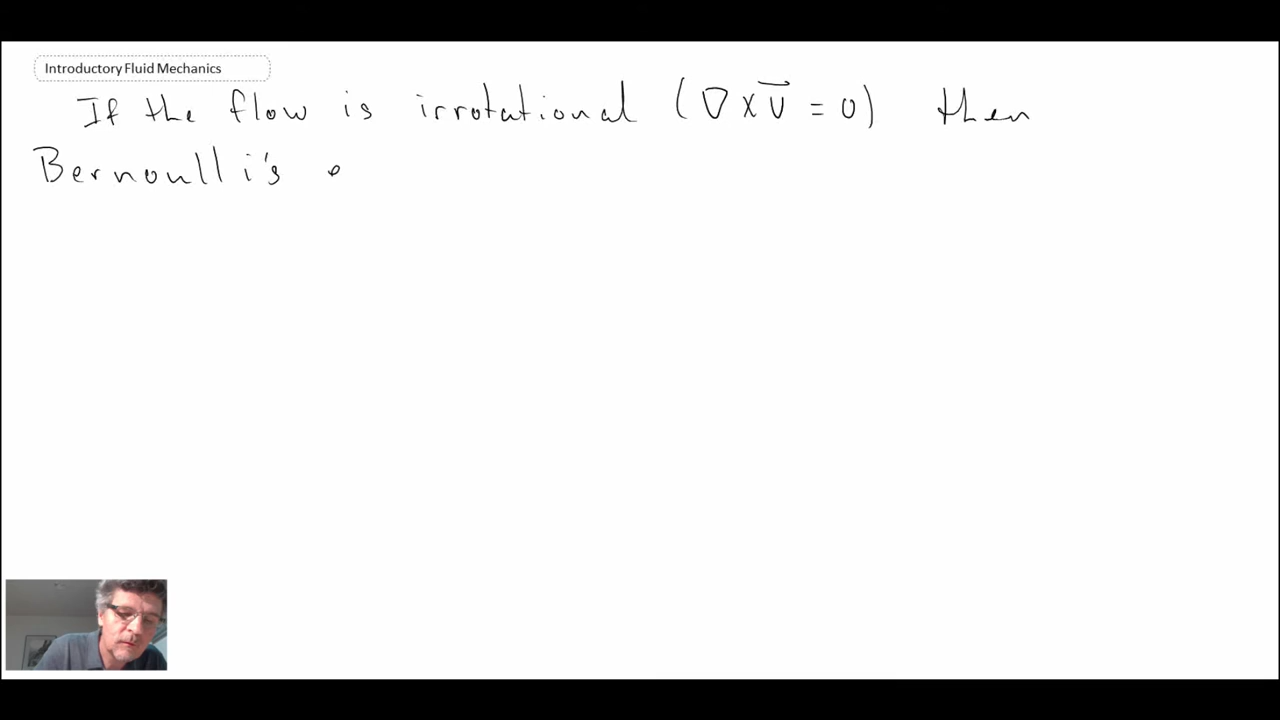 Introductory Fluid Mechanics
If the flow is irrotational (∇ × v⃗ = 0) then
Bernoulli's